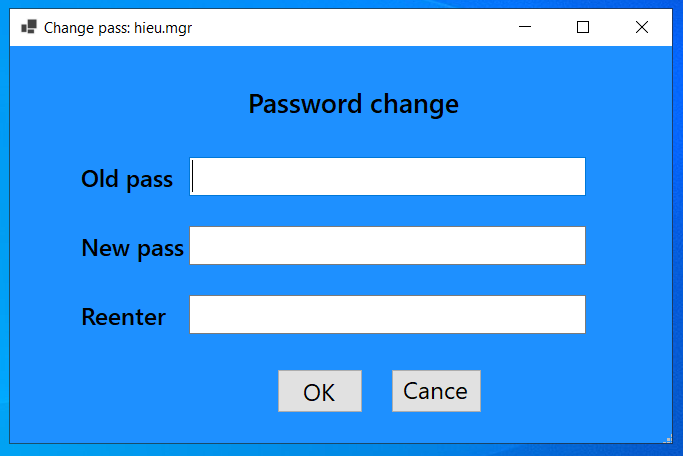 Change pass: hieu.mgr
Password change
Old pass
New pass
Reenter
OK Cance